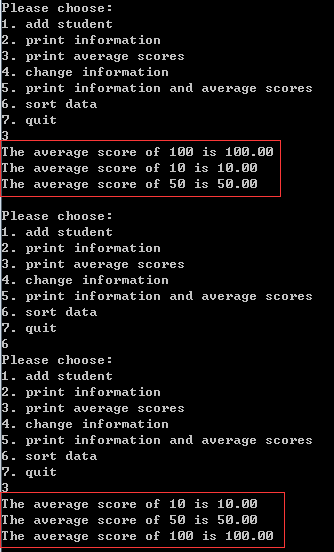 Please choose:
1. add student
2. print information
3. print average scores
4. change information
5. print information and average scores
6. sort data
7. quit
3
The average score of 100 is 100.00
The average score of 10 is 10.00
The average score of 50 is 50.00
Please choose:
1. add student
2. print information
3. print average scores
4. change information
5. print information and average scores
6. sort data
7. quit
6
Please choose:
1. add student
2. print information
3. print average scores
4. change information
5. print information and average scores
6. sort data
7. quit
3
The average score of 10 is 10.00
The average score of 50 is 50.00
The average score of 100 is 100.00